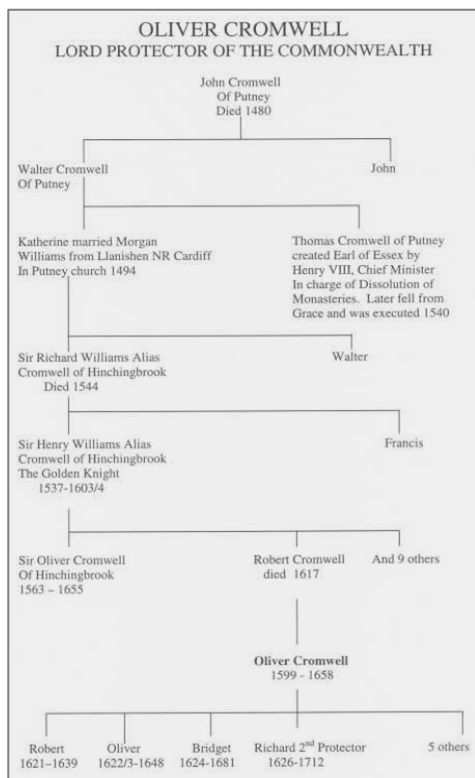 OLIVER CROMWELL
LORD PROTECTOR OF THE COMMONWEALTH
John Cromwell
Of Putney
Died 1480
Walter Cromwell
Of Putney
John
Katherine married Morgan
Williams from Llanishen NR Cardiff
In Putney church 1494
Thomas Cromwell of Putney
created Earl of Essex by
Henry VIII, Chief Minister
In charge of Dissolution of
Monasteries. Later fell from
Grace and was executed 1540
Sir Richard Williams Alias
Cromwell of Hinchingbrook
Died 1544
Walter
Sir Henry Williams Alias
Cromwell of Hinchingbrook
The Golden Knight
1537-1603/4
Francis
Sir Oliver Cromwell
Of Hinchingbrook
1563 – 1655
Robert Cromwell
died 1617
And 9 others
Oliver Cromwell
1599 - 1658
Robert
1621–1639
Oliver
1622/3-1648
Bridget
1624-1681
Richard 2nd Protector
1626-1712
5 others